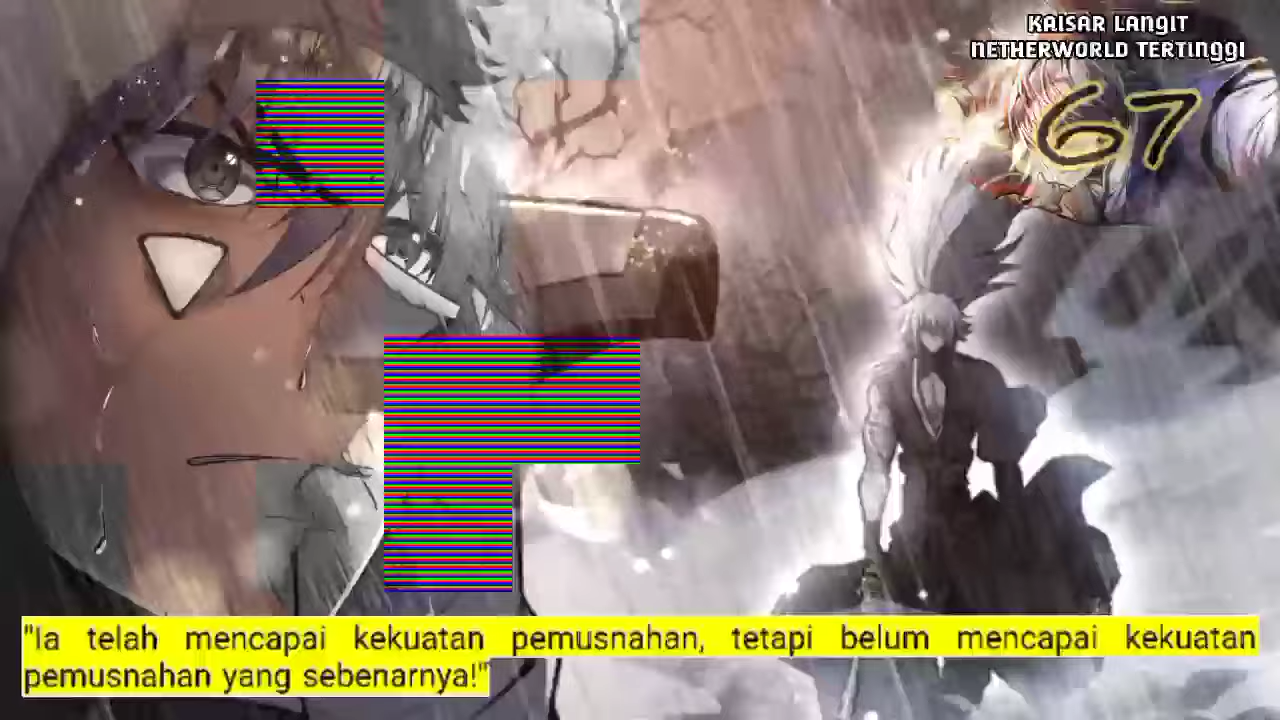 KAISAR LANGIT
NETHERWORLD TERTINGGI
67
"Ia telah mencapai kekuatan pemusnahan, tetapi belum mencapai kekuatan
pemusnahan yang sebenarnya!"